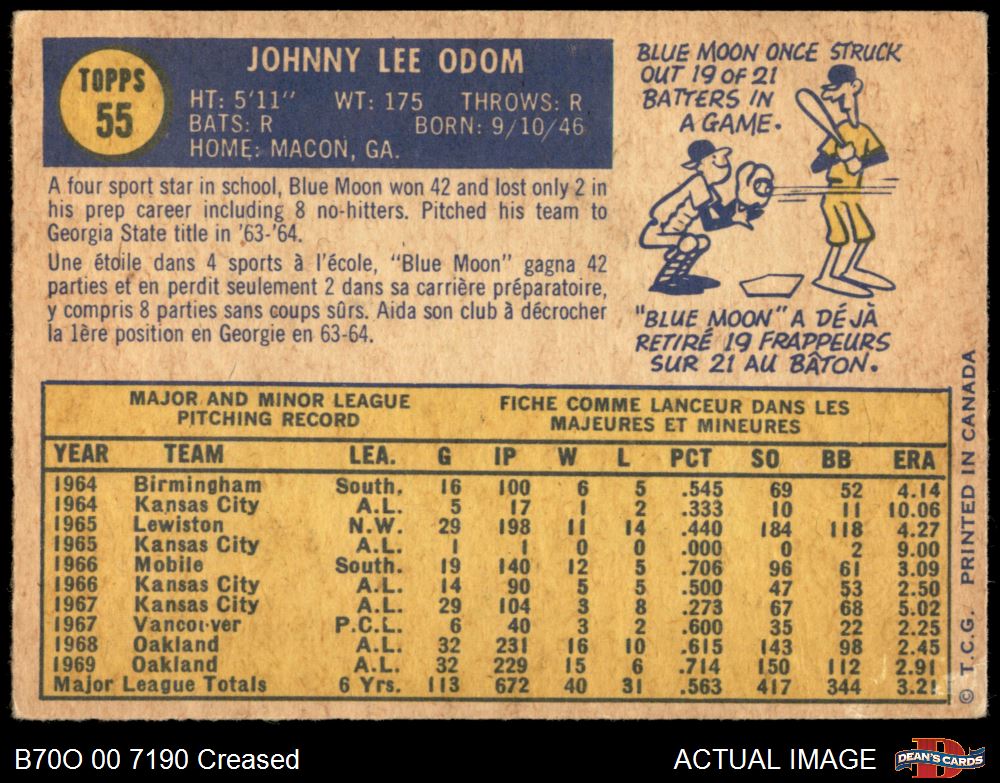 TOPPS
55
JOHNNY LEE ODOM
HT: 5'11" WT: 175 THROWS: R
BATS: R BORN: 9/10/46
HOME: MACON, GA.
A four sport star in school, Blue Moon won 42 and lost only 2 in
his prep career including 8 no-hitters. Pitched his team to
Georgia State title in '63-'64.
Une étoile dans 4 sports à l'école, "Blue Moon" gagna 42
parties et en perdit seulement 2 dans sa carrière préparatoire,
y compris 8 parties sans coups sûrs. Aida son club à décrocher
la 1ère position en Georgie en 63-64.
BLUE MOON ONCE STRUCK
OUT 19 OF 21
BATTERS IN
A GAME.
"BLUE MOON" A DÉJÀ
RETIRÉ 19 FRAPPEURS
SUR 21 AU BÂTON.
MAJOR AND MINOR LEAGUE
PITCHING RECORD
FICHE COMME LANCEUR DANS LES
MAJEURES ET MINEURES
YEAR TEAM LEA. G IP W L PCT SO BB ERA
1964 Birmingham South. 16 100 6 5 .545 69 52 4.14
1964 Kansas City A.L. 5 17 1 2 .333 10 11 10.06
1965 Lewiston N.W. 29 198 11 14 .440 184 118 4.27
1965 Kansas City A.L. 1 1 0 0 .000 0 2 9.00
1966 Mobile South. 19 140 12 5 .706 96 61 3.09
1966 Kansas City A.L. 14 90 5 5 .500 47 53 2.50
1967 Kansas City A.L. 29 104 3 8 .273 67 68 5.02
1967 Vancouver P.C.L. 6 40 3 2 .600 35 22 2.25
1968 Oakland A.L. 32 231 16 10 .615 143 98 2.45
1969 Oakland A.L. 32 229 15 6 .714 150 112 2.91
Major League Totals 6 Yrs. 113 672 40 31 .563 417 344 3.21
© T.C.G. PRINTED IN CANADA
B70O 00 7190 Creased
ACTUAL IMAGE
DEAN'S CARDS